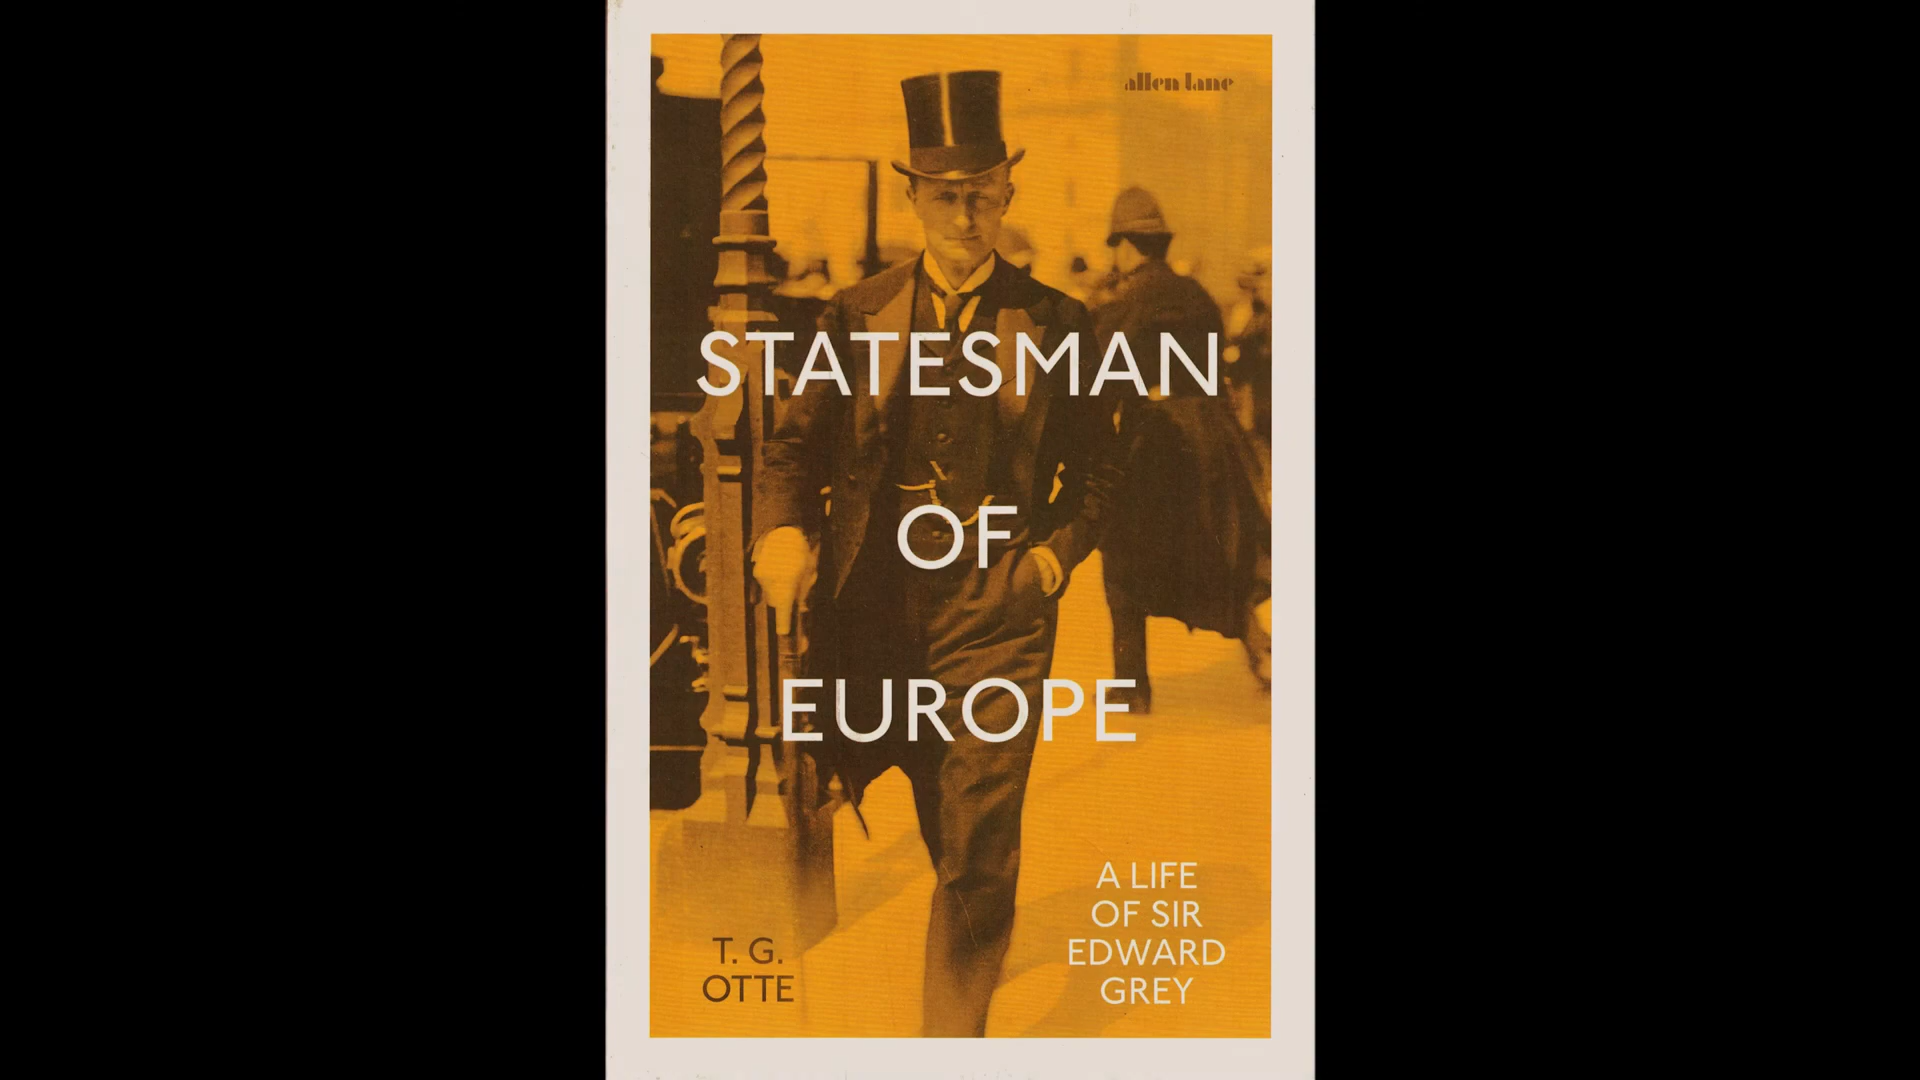 allen lane
STATESMAN
OF
EUROPE
A LIFE
OF SIR
EDWARD
GREY
T. G.
OTTE